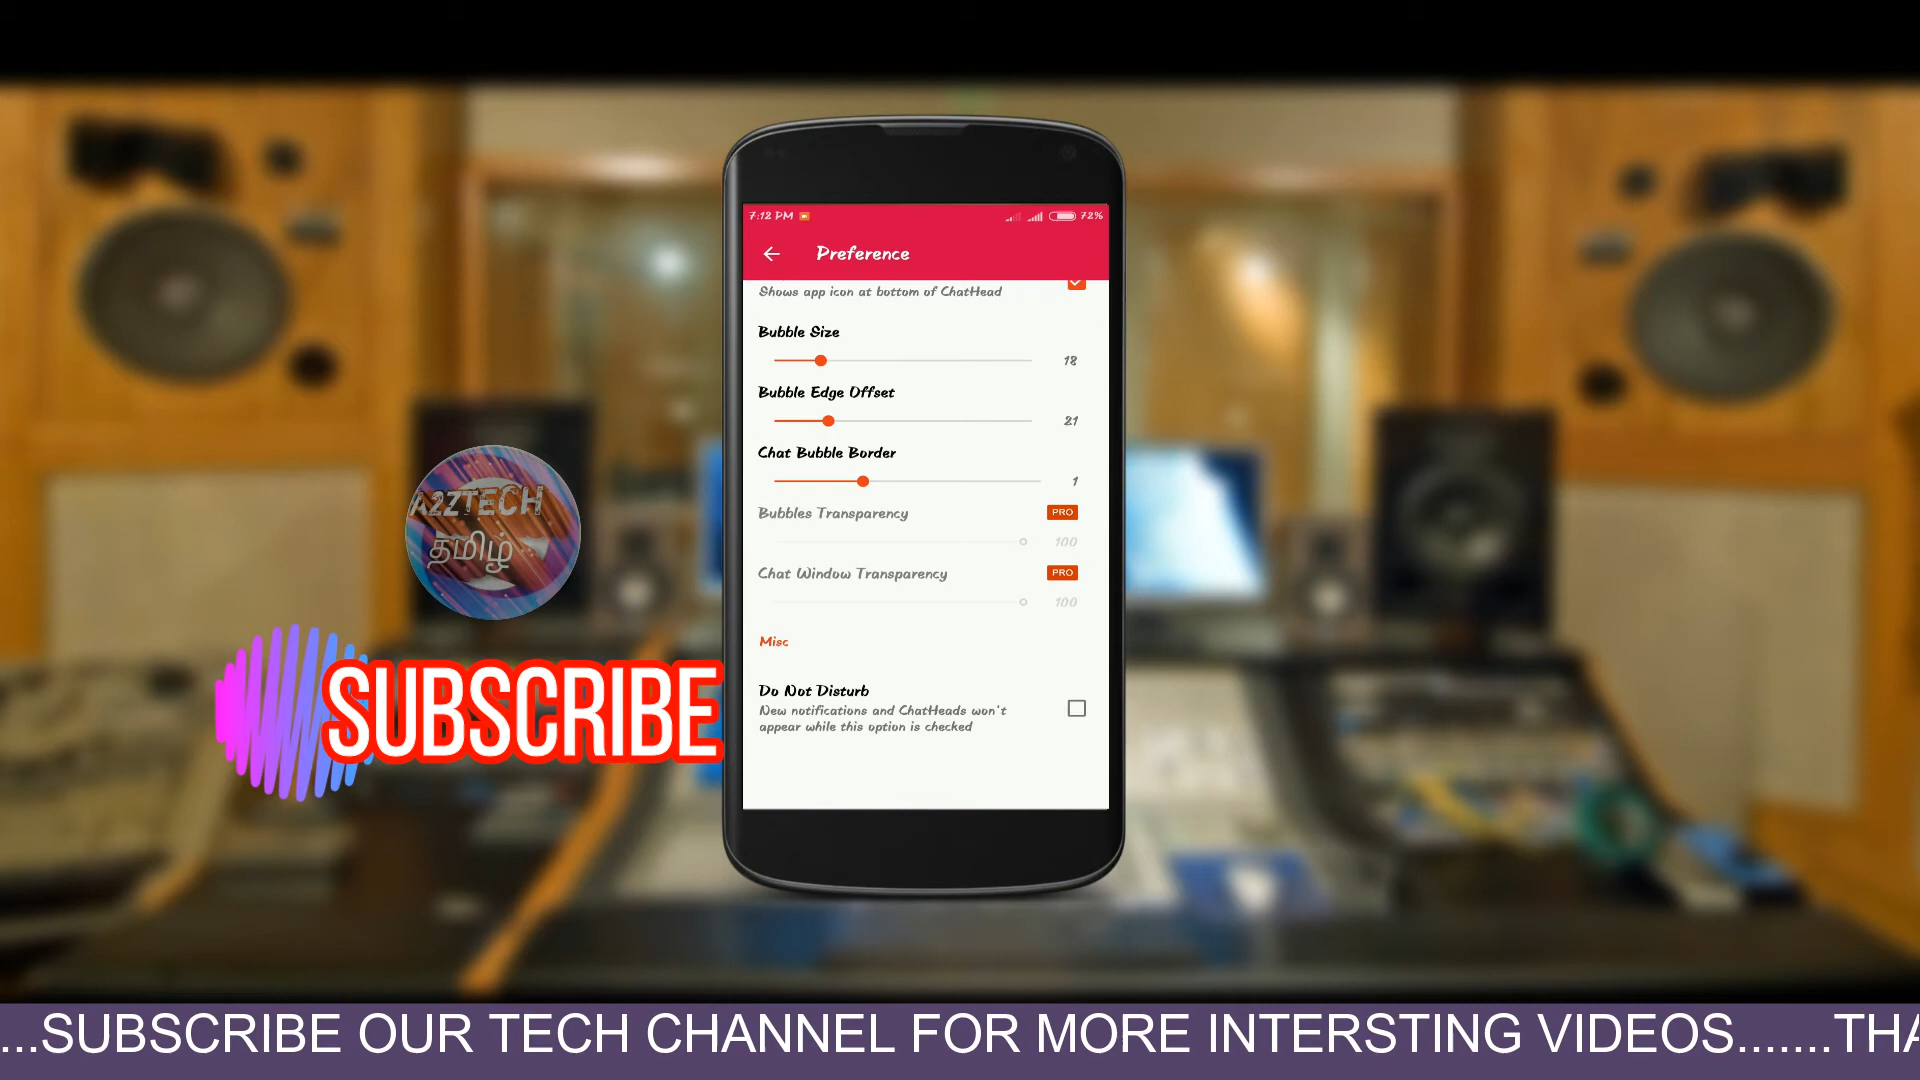 7:12 PM
72%
Preference
Shows app icon at bottom of ChatHead
Bubble Size
18
Bubble Edge Offset
21
Chat Bubble Border
1
Bubbles Transparency
PRO
100
Chat Window Transparency
PRO
100
Misc
Do Not Disturb
New notifications and ChatHeads won't
appear while this option is checked
A2ZTECH
தமிழ்
SUBSCRIBE
...SUBSCRIBE OUR TECH CHANNEL FOR MORE INTERSTING VIDEOS.......THA